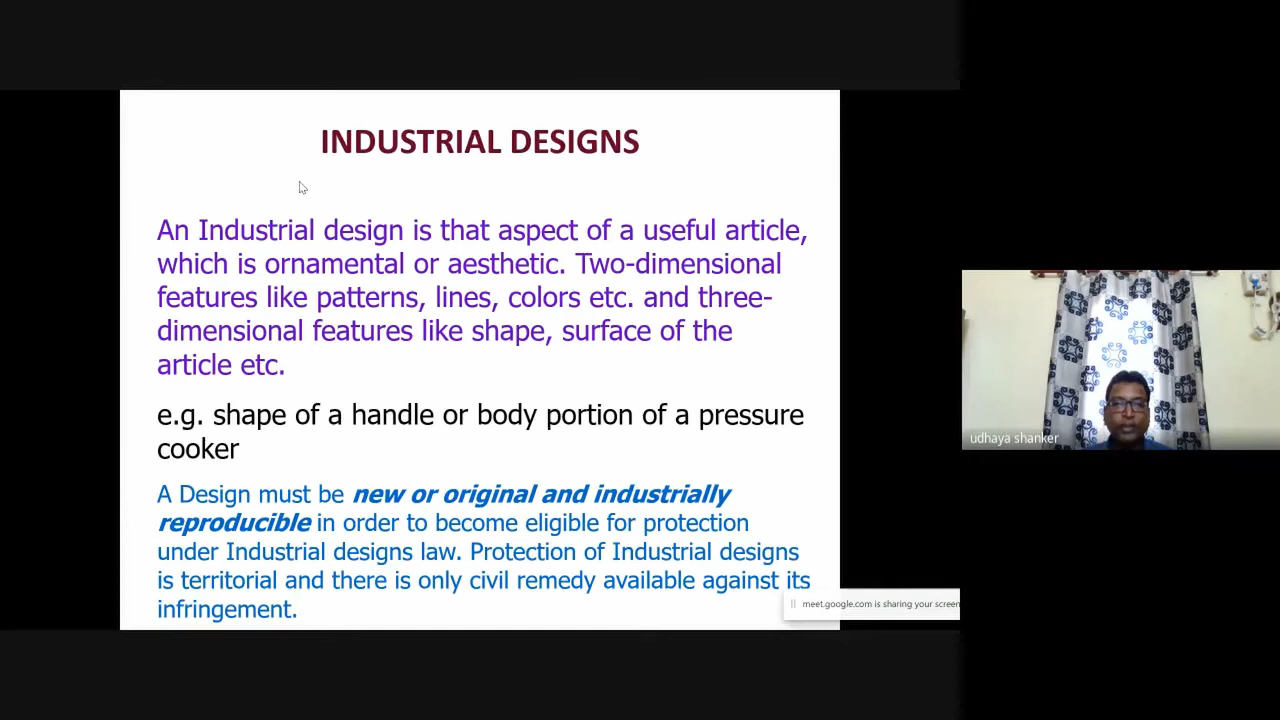 INDUSTRIAL DESIGNS
An Industrial design is that aspect of a useful article,
which is ornamental or aesthetic. Two-dimensional
features like patterns, lines, colors etc. and three-
dimensional features like shape, surface of the
article etc.
e.g. shape of a handle or body portion of a pressure
cooker
A Design must be new or original and industrially
reproducible in order to become eligible for protection
under Industrial designs law. Protection of Industrial designs
is territorial and there is only civil remedy available against its
infringement.
meet.google.com is sharing your screen
udhaya shanker